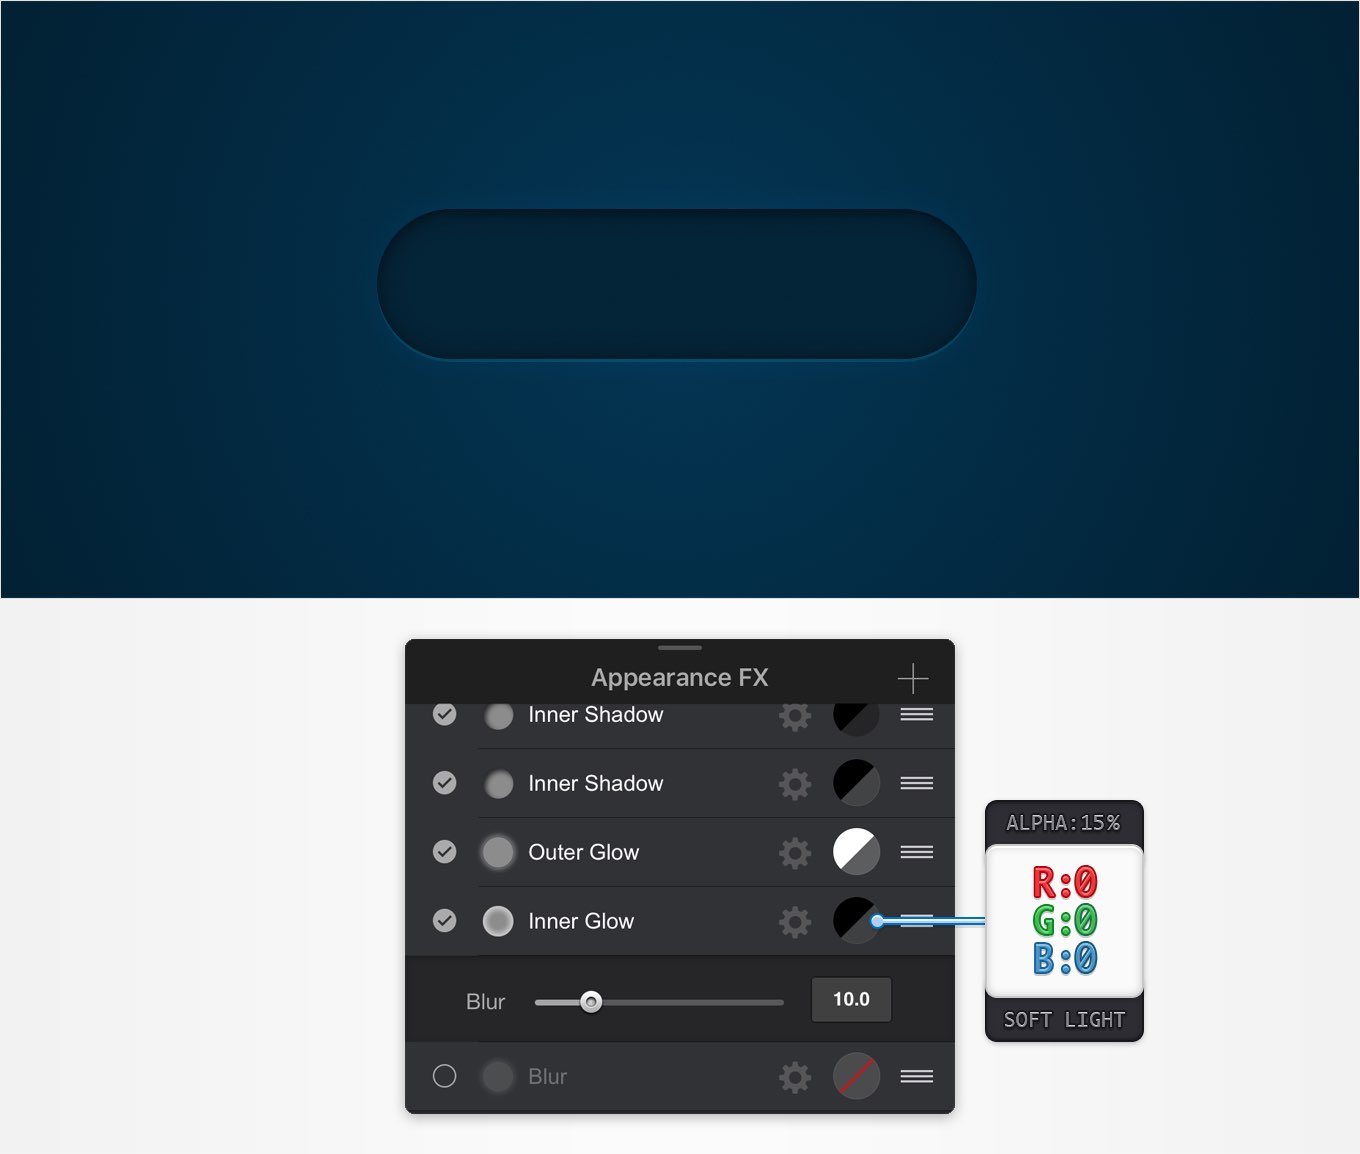 Appearance FX
Inner Shadow
Inner Shadow
Outer Glow
Inner Glow
Blur 10.0
Blur
ALPHA:15%
R:0
G:0
B:0
SOFT LIGHT